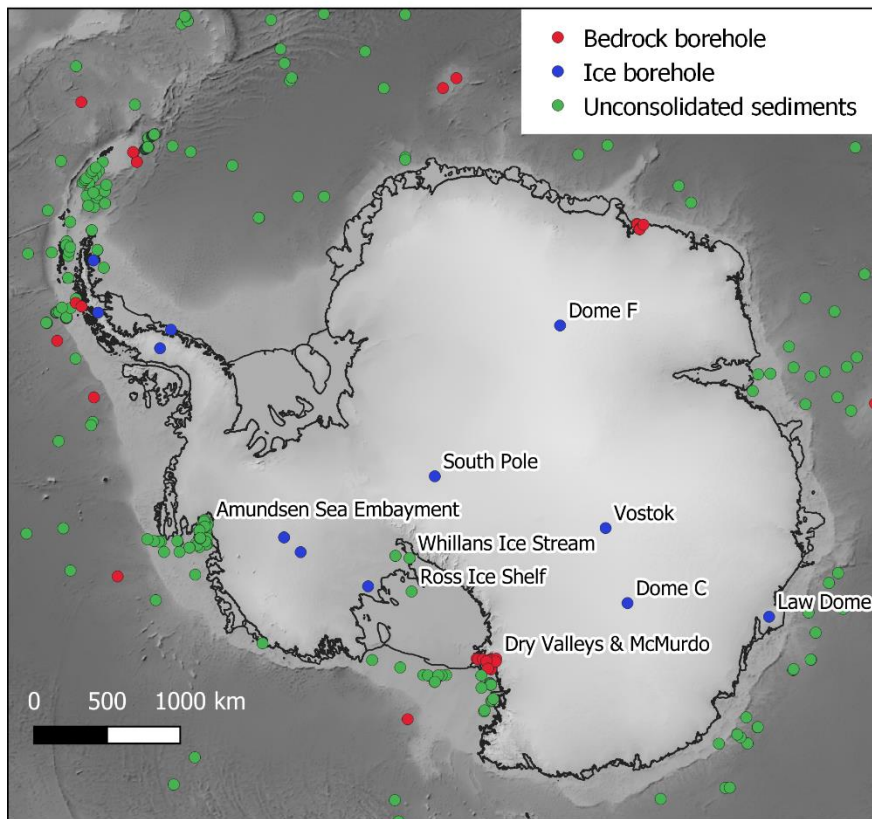 Bedrock borehole
Ice borehole
Unconsolidated sediments
Dome F
South Pole
Amundsen Sea Embayment
Vostok
Whillans Ice Stream
Ross Ice Shelf
Dome C
Law Dome
Dry Valleys & McMurdo
0 500 1000 km